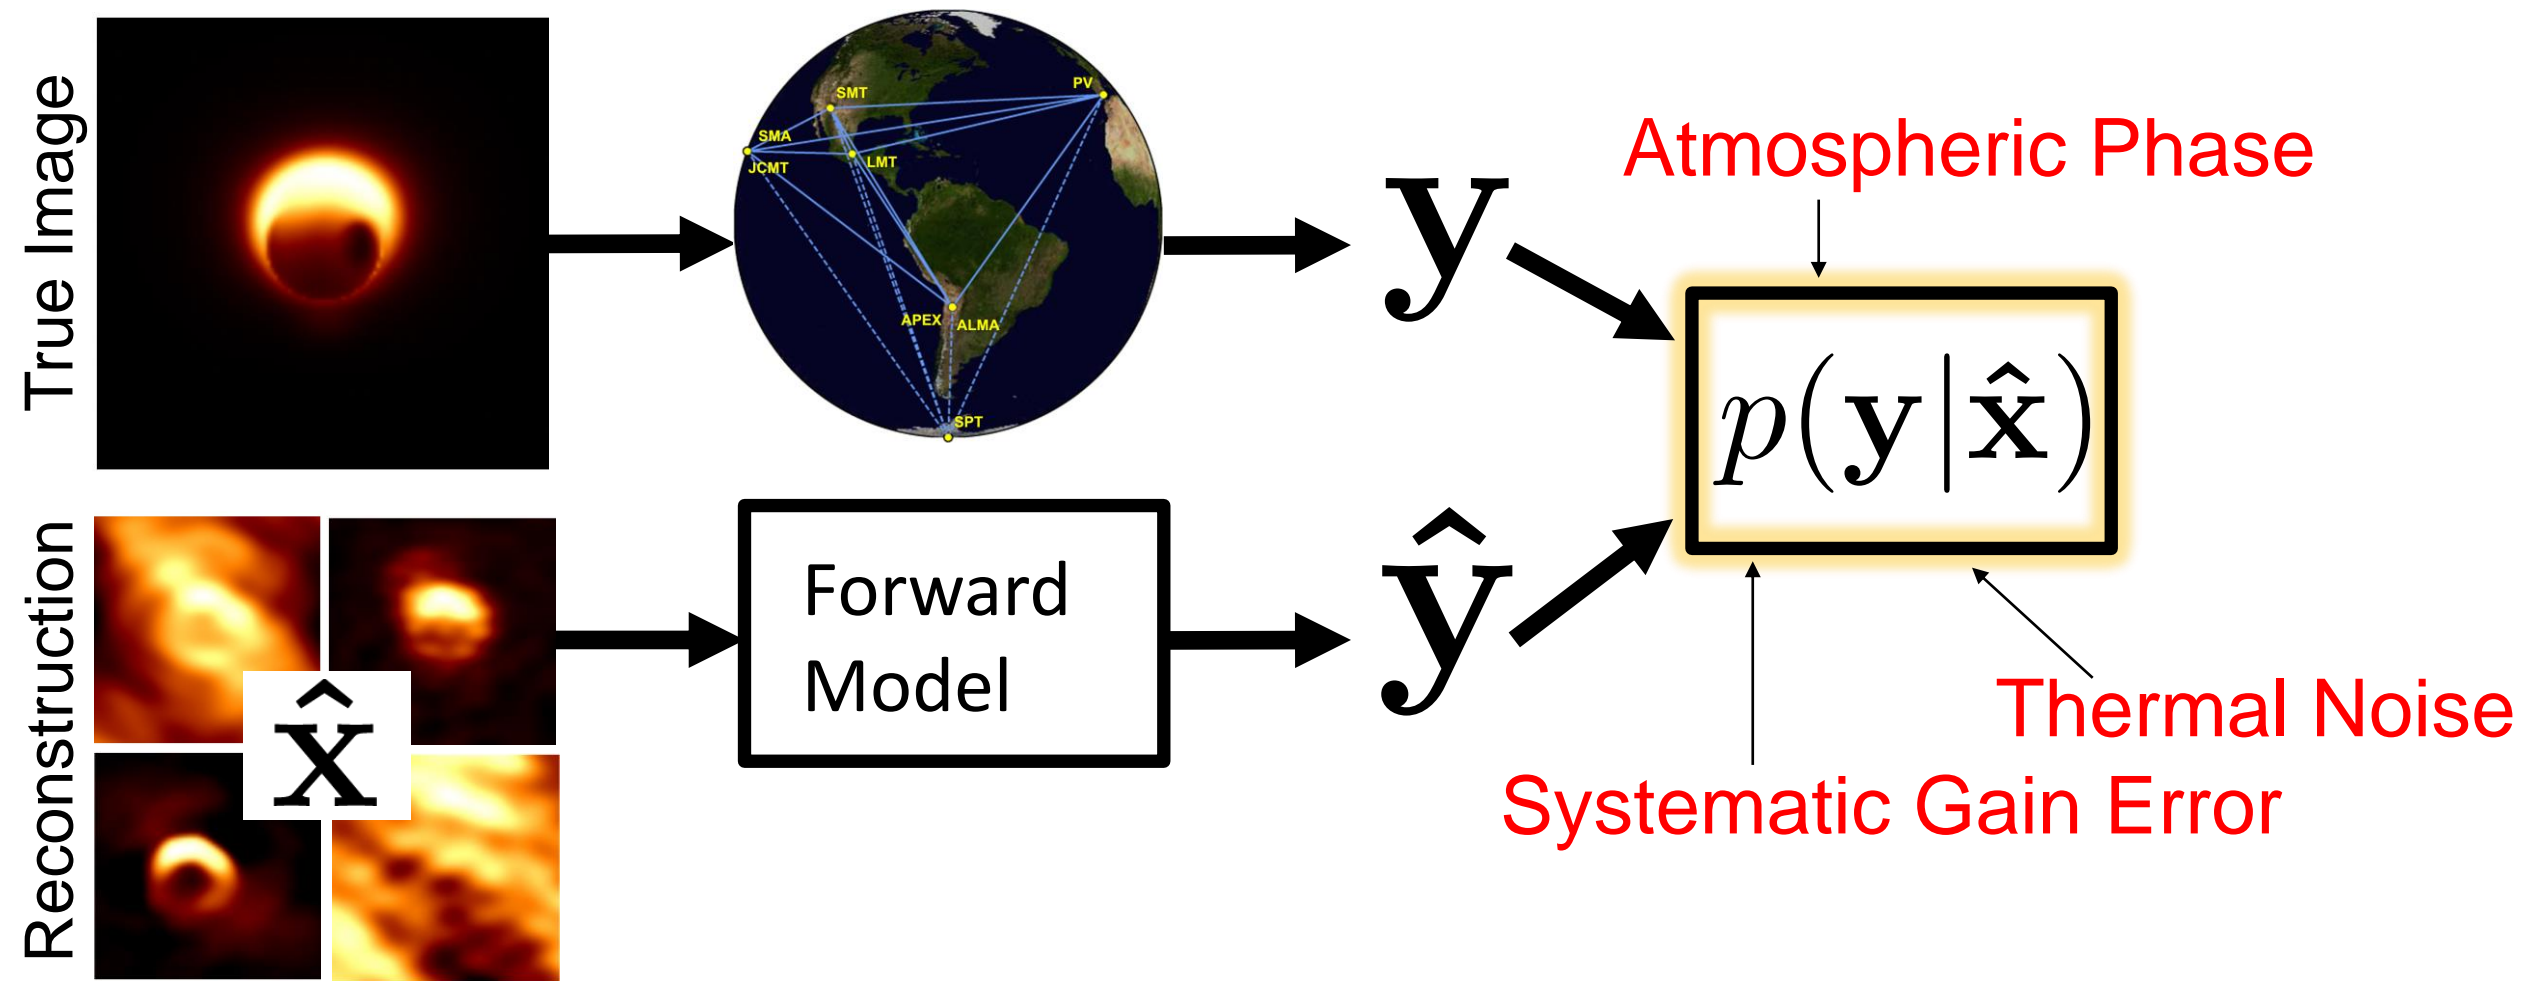 True Image
SMT
PV
SMA
JCMT
LMT
APEX
ALMA
SPT
y
Atmospheric Phase
p(y|x̂)
Reconstruction
x̂
Forward
Model
ŷ
Thermal Noise
Systematic Gain Error